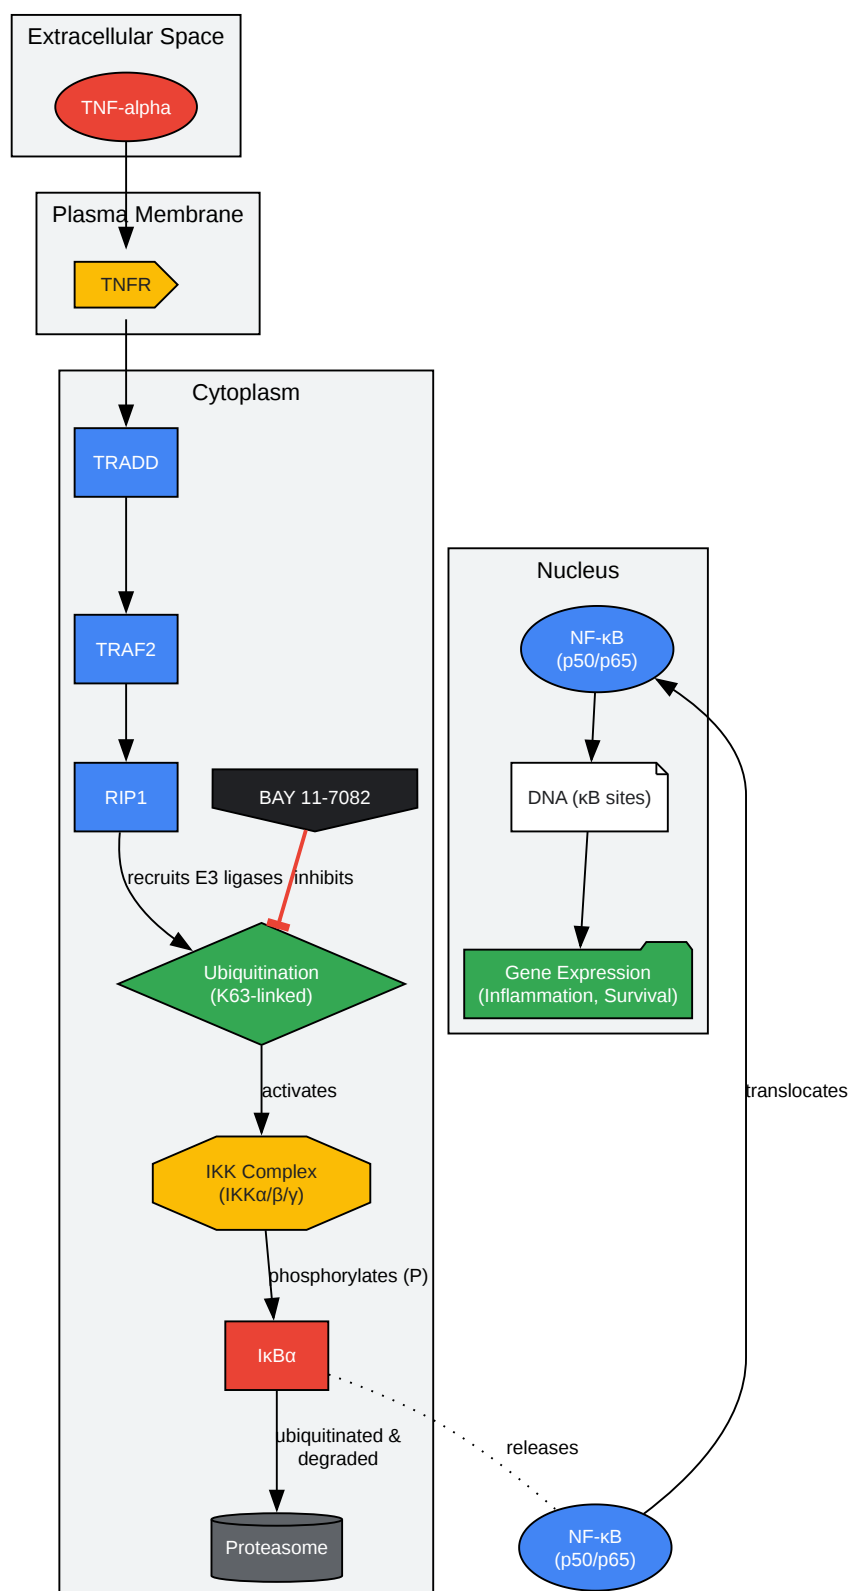 Extracellular Space
TNF-alpha
Plasma Membrane
TNFR
Cytoplasm
TRADD
TRAF2
RIP1
BAY 11-7082
recruits E3 ligases
inhibits
Ubiquitination
(K63-linked)
activates
IKK Complex
(IKKα/β/γ)
phosphorylates (P)
IκBα
ubiquitinated &
degraded
Proteasome
releases
NF-κB
(p50/p65)
translocates
Nucleus
NF-κB
(p50/p65)
DNA (κB sites)
Gene Expression
(Inflammation, Survival)